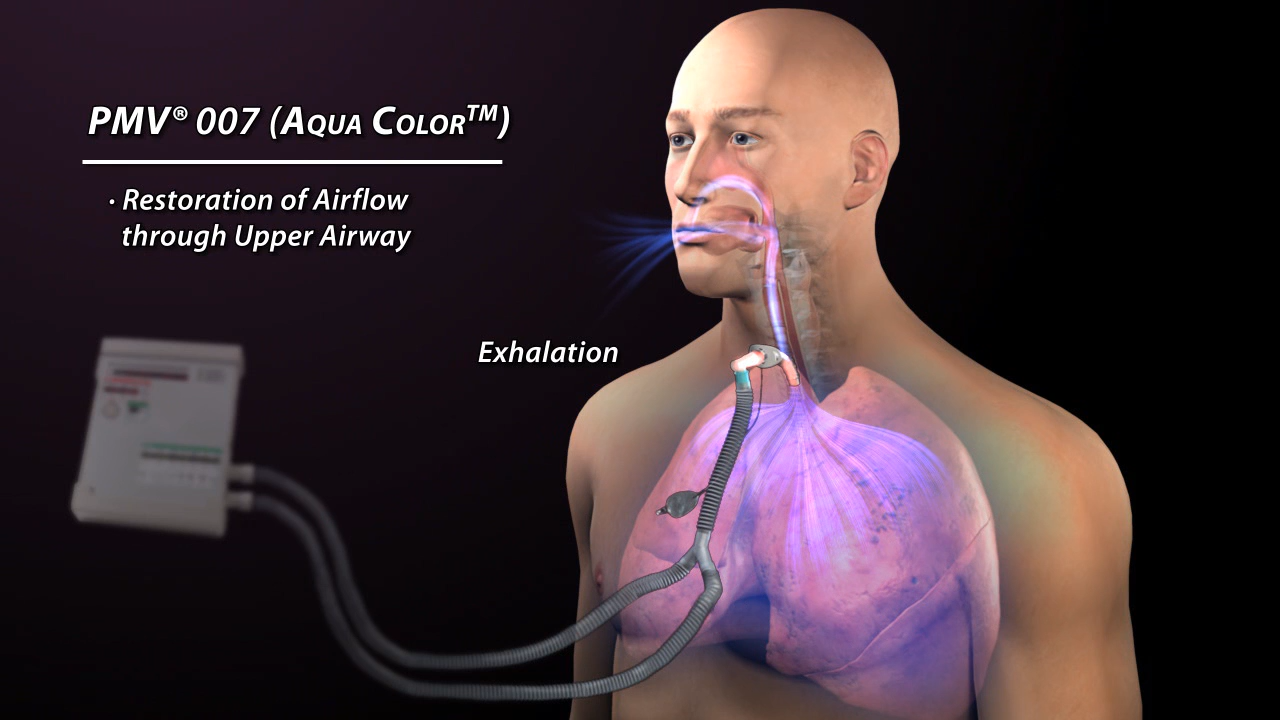 PMV® 007 (Aqua Color™)
· Restoration of Airflow
through Upper Airway
Exhalation